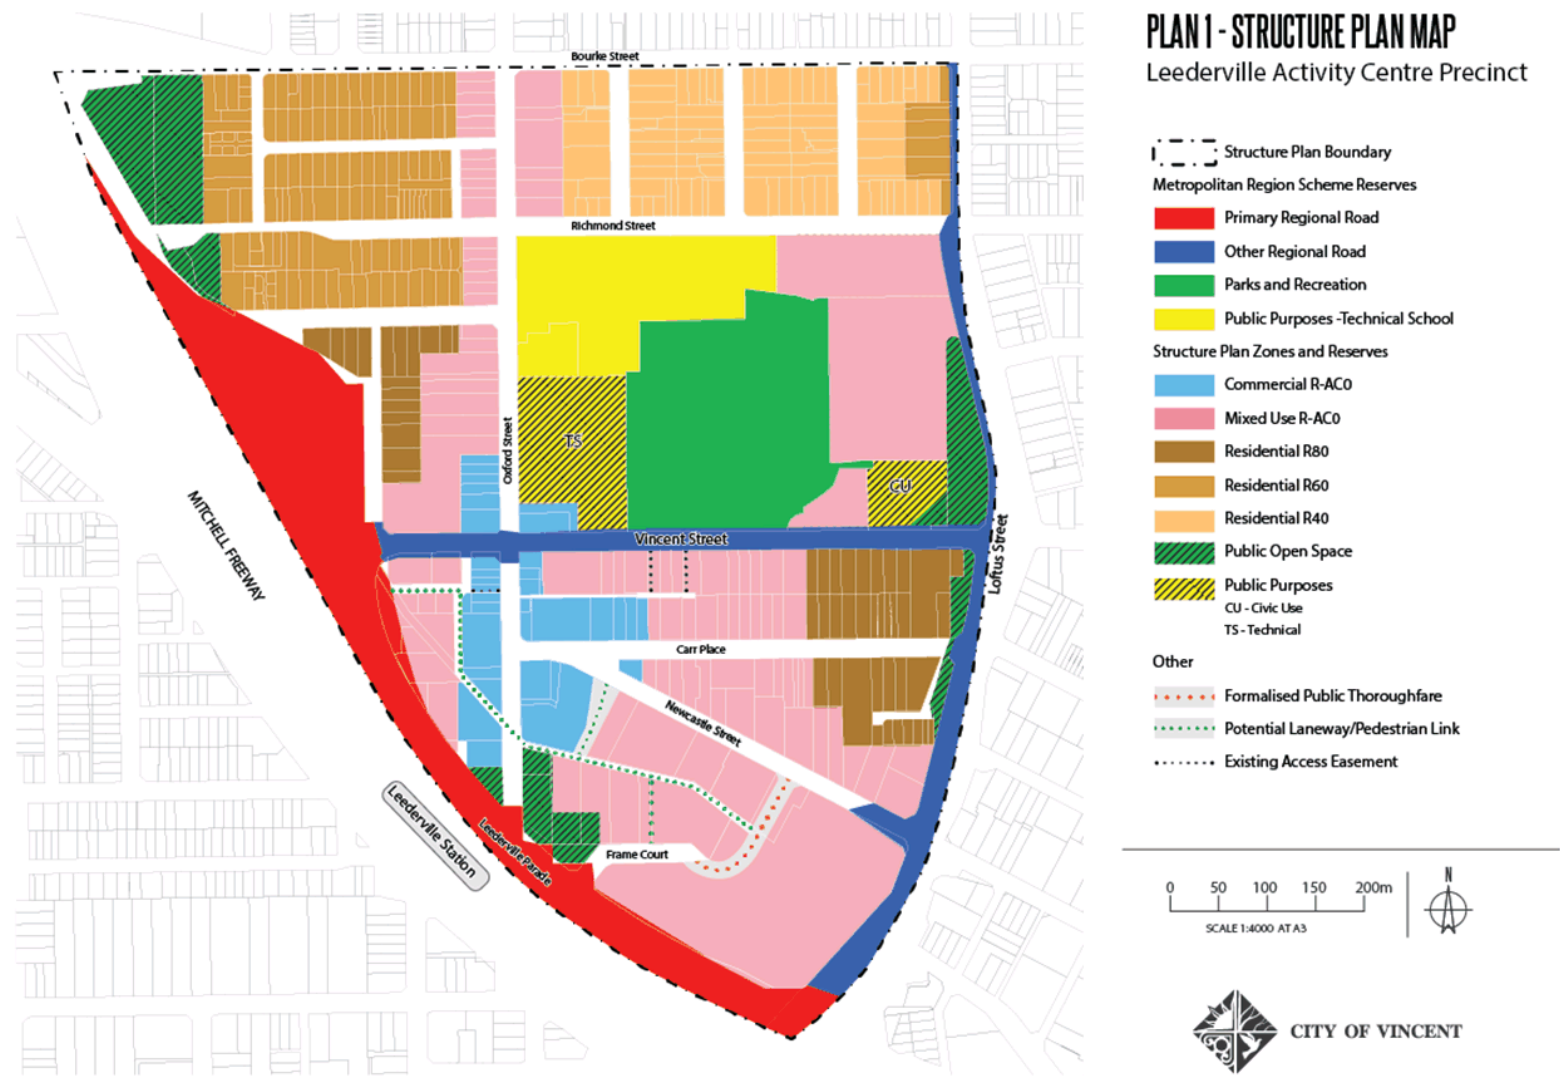 PLAN 1 - STRUCTURE PLAN MAP
Leederville Activity Centre Precinct
Structure Plan Boundary
Metropolitan Region Scheme Reserves
Primary Regional Road
Other Regional Road
Parks and Recreation
Public Purposes -Technical School
Structure Plan Zones and Reserves
Commercial R-AC0
Mixed Use R-AC0
Residential R80
Residential R60
Residential R40
Public Open Space
Public Purposes
CU - Civic Use
TS - Technical
Other
Formalised Public Thoroughfare
Potential Laneway/Pedestrian Link
Existing Access Easement
0 50 100 150 200m
SCALE 1:4000 AT A3
N
CITY OF VINCENT
Bourke Street
Richmond Street
Oxford Street
TS
CU
Vincent Street
Loftus Street
MITCHELL FREEWAY
Carr Place
Newcastle Street
Leederville Station
Leederville Parade
Frame Court